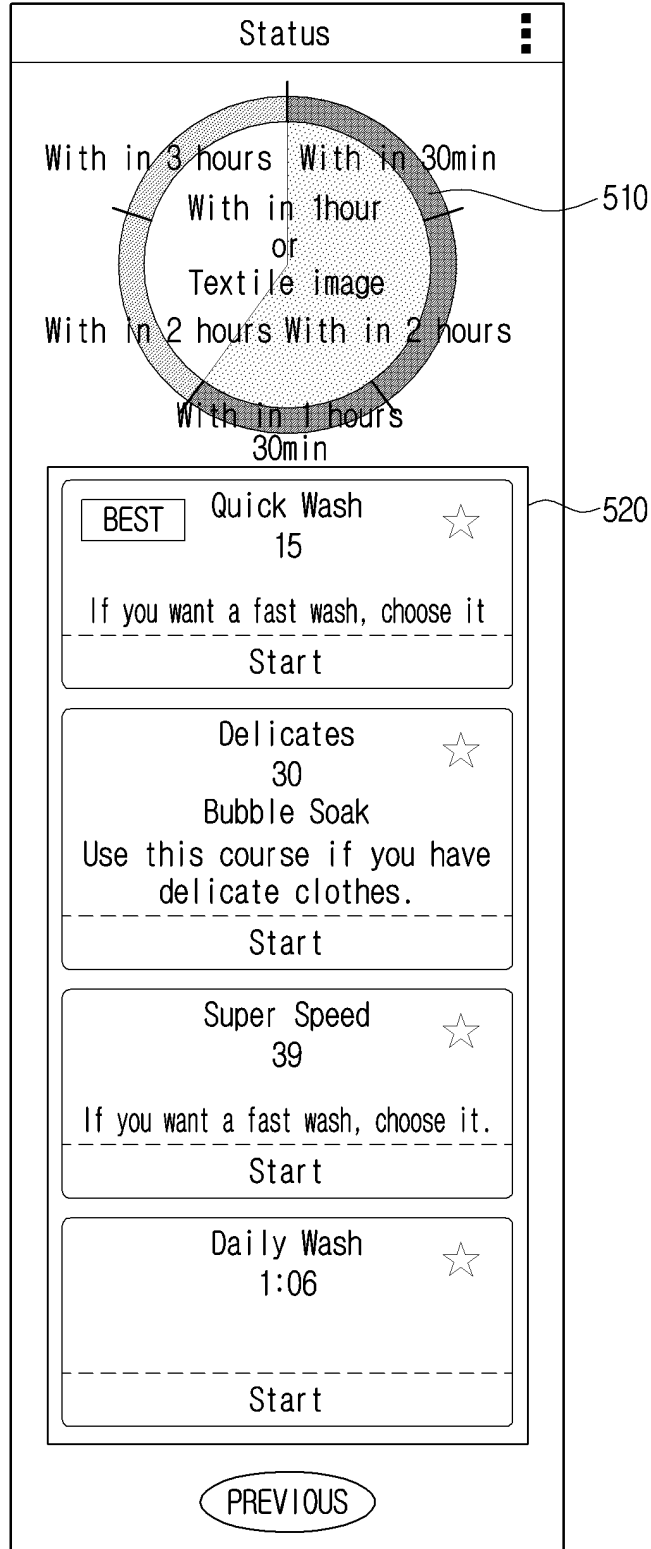 Status
With in 3 hours
With in 30min
510
With in 1hour
or
Textile image
With in 2 hours
With in 2 hours
With in 1 hours
30min
520
BEST
Quick Wash
15
If you want a fast wash, choose it
Start
Delicates
30
Bubble Soak
Use this course if you have
delicate clothes.
Start
Super Speed
39
If you want a fast wash, choose it.
Start
Daily Wash
1:06
Start
PREVIOUS